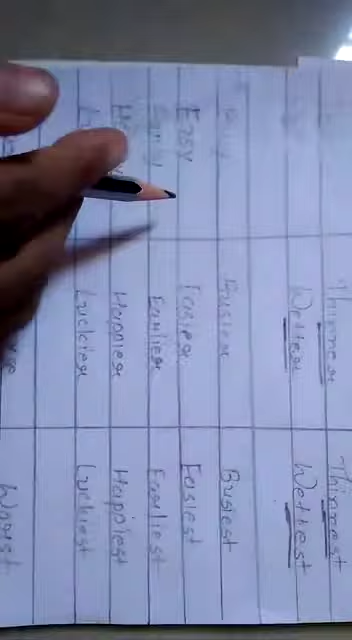 Thinner Thinnest
Wetter Wettest
Busier Busiest
Easy Easier Easiest
Earlier Earliest
Happier Happiest
Luckier Luckiest
Worst